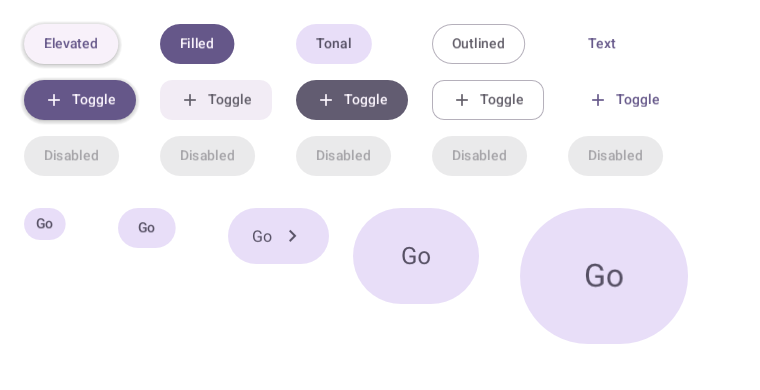 Elevated Filled Tonal Outlined Text
+ Toggle + Toggle + Toggle + Toggle + Toggle
Disabled Disabled Disabled Disabled Disabled
Go Go Go Go Go